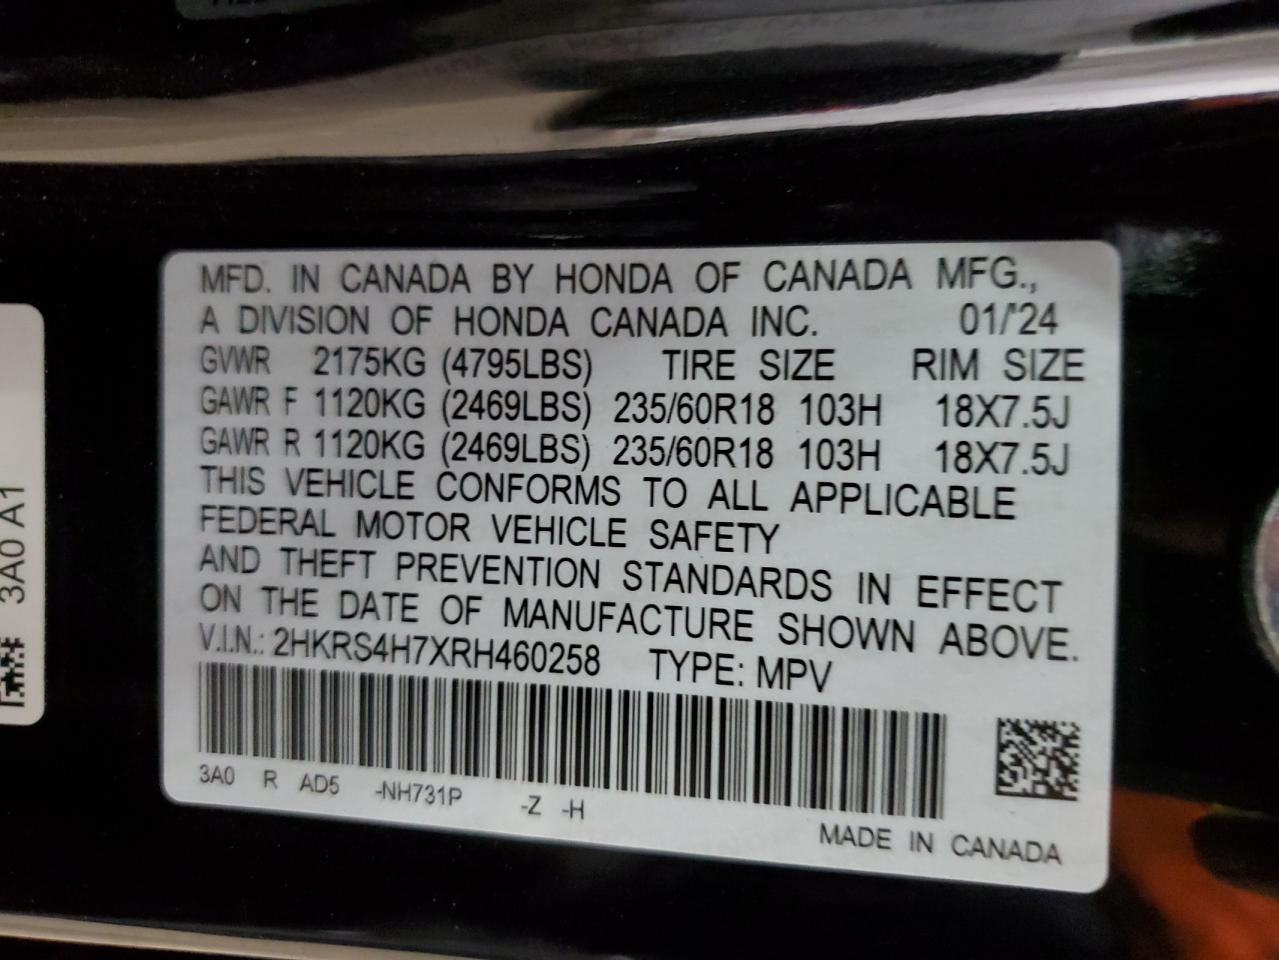 MFD. IN CANADA BY HONDA OF CANADA MFG.,
A DIVISION OF HONDA CANADA INC. 01/'24
GVWR 2175KG (4795LBS) TIRE SIZE RIM SIZE
GAWR F 1120KG (2469LBS) 235/60R18 103H 18X7.5J
GAWR R 1120KG (2469LBS) 235/60R18 103H 18X7.5J
THIS VEHICLE CONFORMS TO ALL APPLICABLE
FEDERAL MOTOR VEHICLE SAFETY
AND THEFT PREVENTION STANDARDS IN EFFECT
ON THE DATE OF MANUFACTURE SHOWN ABOVE.
V.I.N.: 2HKRS4H7XRH460258 TYPE: MPV
3A0 R AD5 -NH731P -Z -H
MADE IN CANADA
3A0 A1